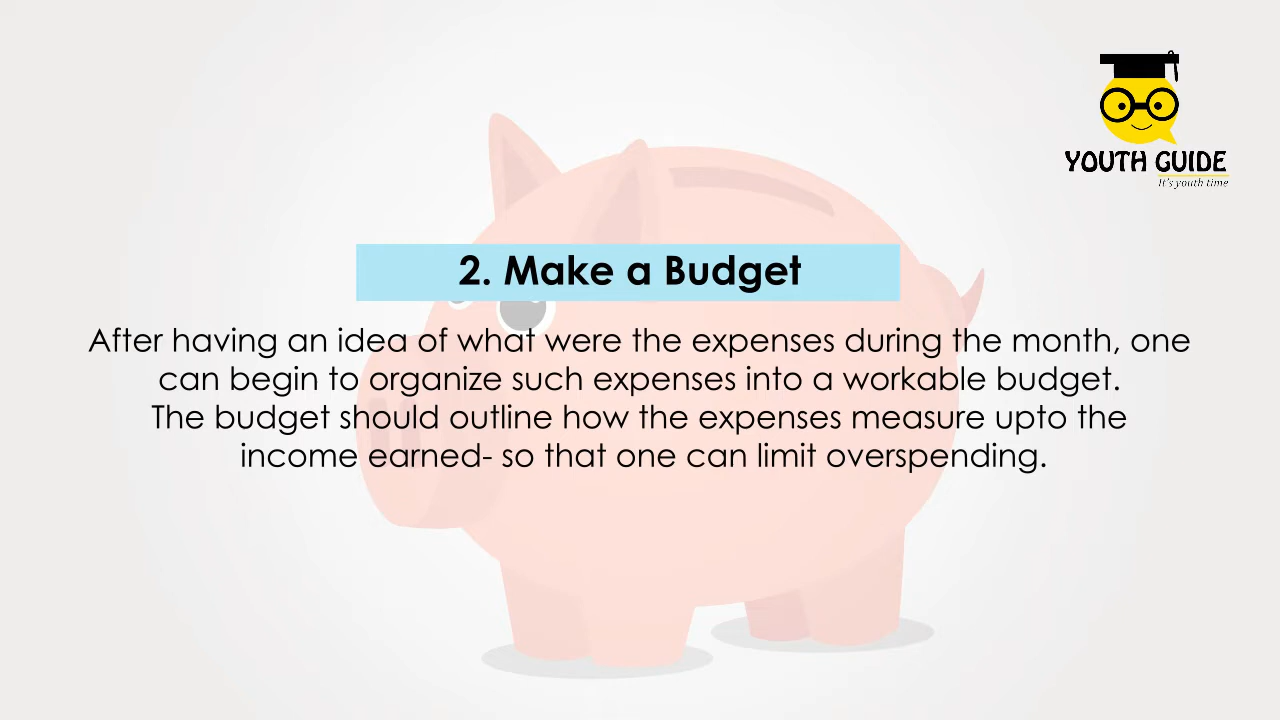 YOUTH GUIDE
It's youth time
2. Make a Budget
After having an idea of what were the expenses during the month, one
can begin to organize such expenses into a workable budget.
The budget should outline how the expenses measure upto the
income earned- so that one can limit overspending.